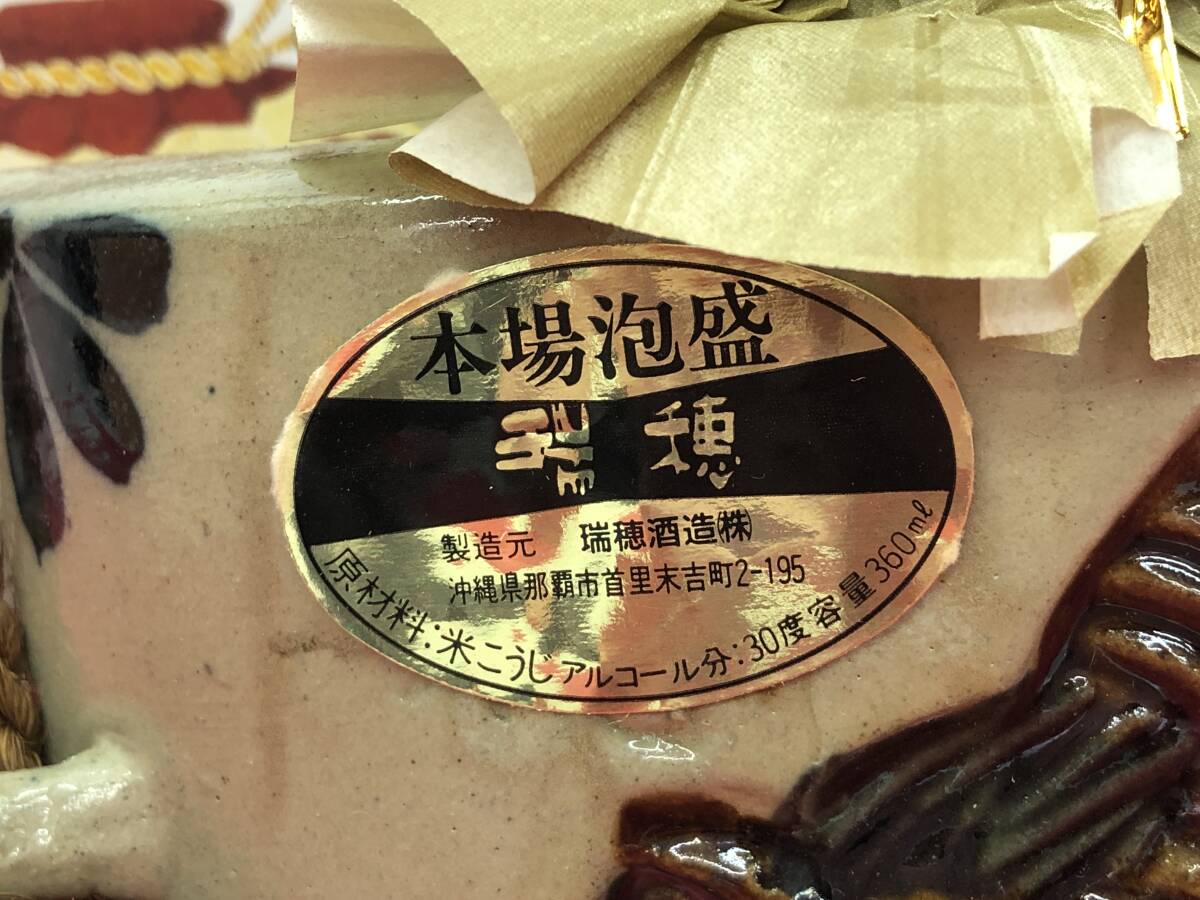 本場泡盛
瑞穂
製造元 瑞穂酒造㈱
沖縄県那覇市首里末吉町2-195
原材料:米こうじ アルコール分:30度 容量360ml